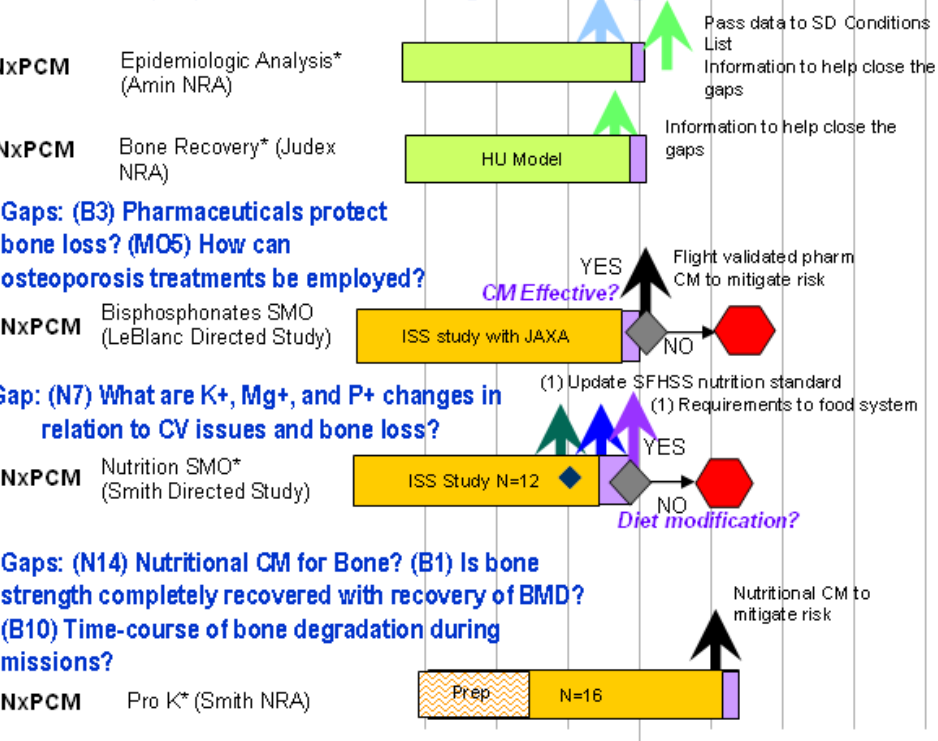 NxPCM
Epidemiologic Analysis*
(Amin NRA)
Pass data to SD Conditions
List
Information to help close the
gaps
NxPCM
Bone Recovery* (Judex
NRA)
HU Model
Information to help close the
gaps
Gaps: (B3) Pharmaceuticals protect
bone loss? (MO5) How can
osteoporosis treatments be employed?
YES
CM Effective?
Flight validated pharm
CM to mitigate risk
NxPCM
Bisphosphonates SMO
(LeBlanc Directed Study)
ISS study with JAXA
NO
(1) Update SFHSS nutrition standard
(1) Requirements to food system
Gap: (N7) What are K+, Mg+, and P+ changes in
relation to CV issues and bone loss?
YES
NxPCM
Nutrition SMO*
(Smith Directed Study)
ISS Study N=12
NO
Diet modification?
Gaps: (N14) Nutritional CM for Bone? (B1) Is bone
strength completely recovered with recovery of BMD?
(B10) Time-course of bone degradation during
missions?
Nutritional CM to
mitigate risk
NxPCM
Pro K* (Smith NRA)
Prep
N=16